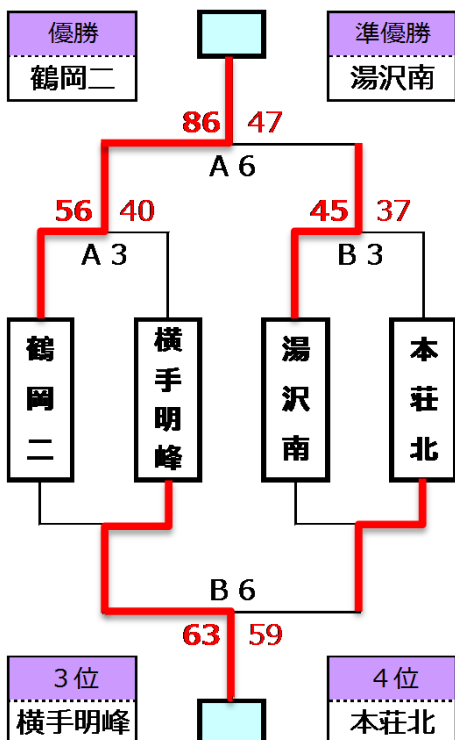 優勝
鶴岡二
準優勝
湯沢南
86 47
A 6
56 40
A 3
45 37
B 3
鶴岡二
横手明峰
湯沢南
本荘北
B 6
63 59
３位
横手明峰
４位
本荘北